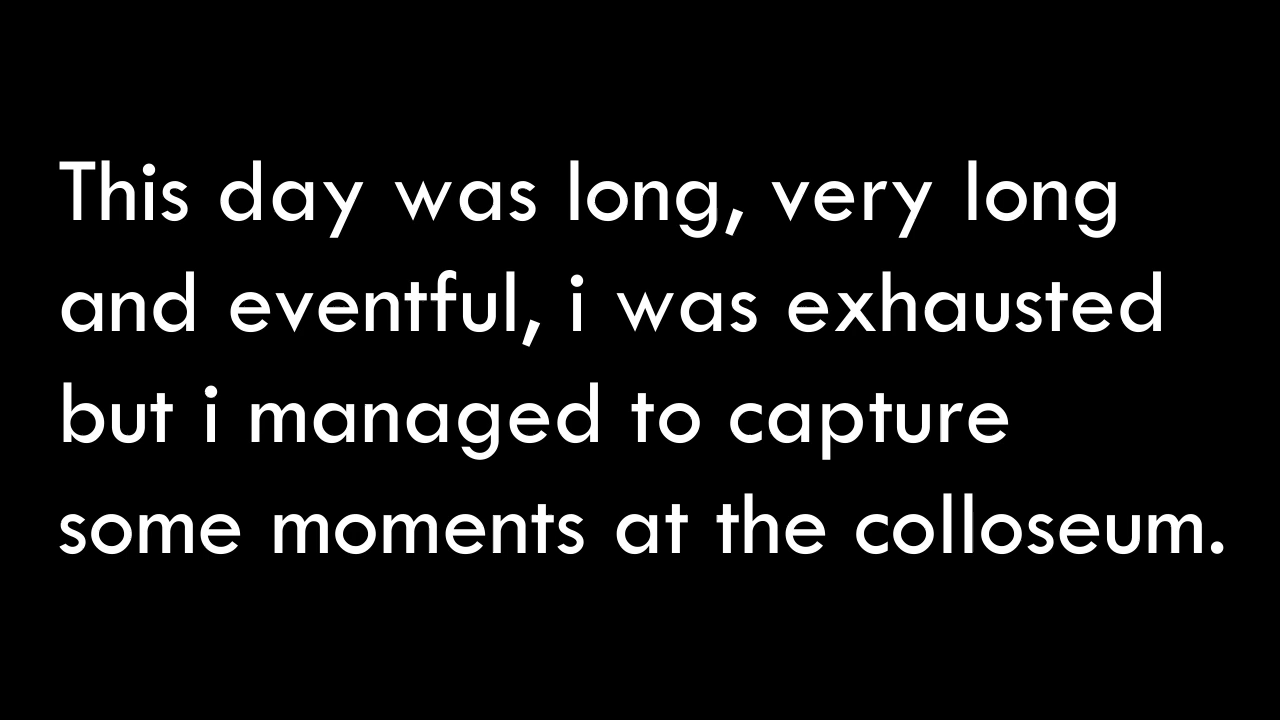 This day was long, very long
and eventful, i was exhausted
but i managed to capture
some moments at the colloseum.